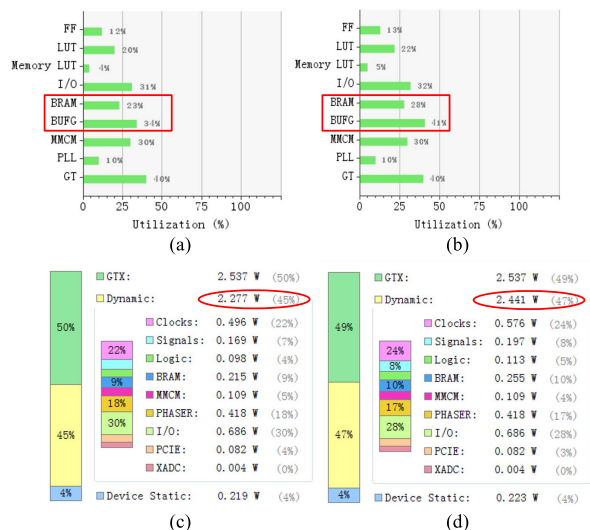 FF 12%
LUT 20%
Memory LUT 4%
I/O 31%
BRAM 23%
BUFG 34%
MMCM 30%
PLL 10%
GT 40%
0 25 50 75 100
Utilization (%)
(a)
FF 13%
LUT 22%
Memory LUT 5%
I/O 32%
BRAM 28%
BUFG 41%
MMCM 30%
PLL 10%
GT 40%
0 25 50 75 100
Utilization (%)
(b)
50%
45%
4%
22%
9%
18%
30%
GTX: 2.537 W (50%)
Dynamic: 2.277 W (45%)
Clocks: 0.496 W (22%)
Signals: 0.169 W (7%)
Logic: 0.098 W (4%)
BRAM: 0.215 W (9%)
MMCM: 0.109 W (5%)
PHASER: 0.418 W (18%)
I/O: 0.686 W (30%)
PCIE: 0.082 W (4%)
XADC: 0.004 W (0%)
Device Static: 0.219 W (4%)
(c)
49%
47%
4%
24%
8%
10%
17%
28%
GTX: 2.537 W (49%)
Dynamic: 2.441 W (47%)
Clocks: 0.576 W (24%)
Signals: 0.197 W (8%)
Logic: 0.113 W (5%)
BRAM: 0.255 W (10%)
MMCM: 0.109 W (4%)
PHASER: 0.418 W (17%)
I/O: 0.686 W (28%)
PCIE: 0.082 W (3%)
XADC: 0.004 W (0%)
Device Static: 0.223 W (4%)
(d)